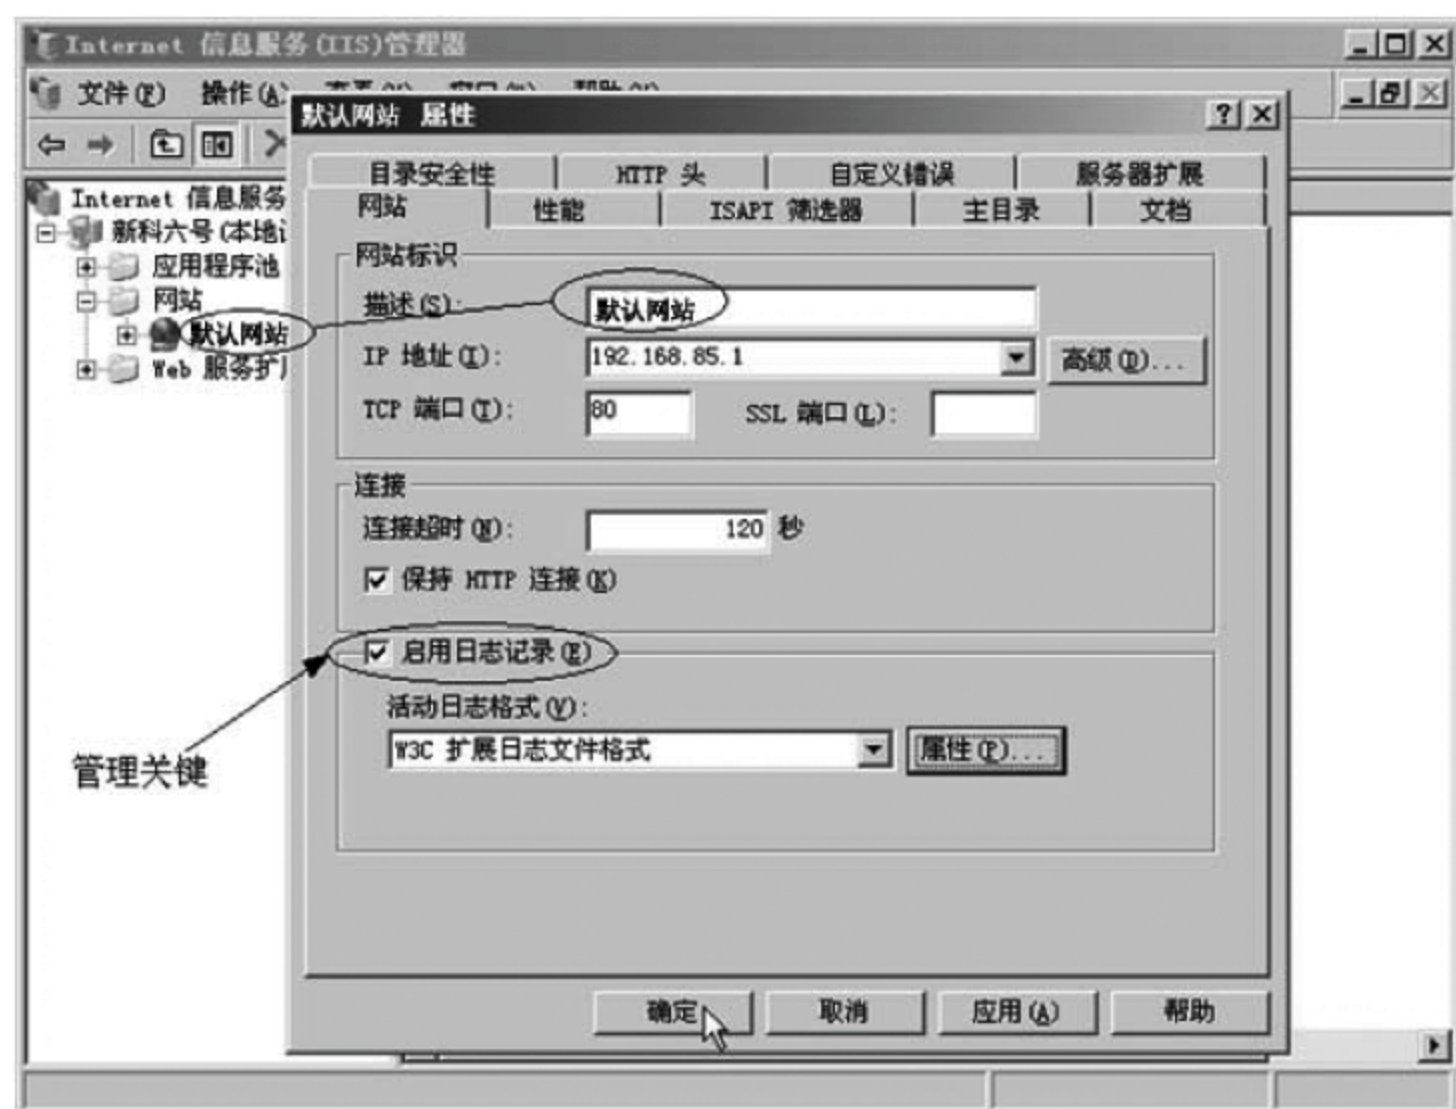 Internet 信息服务(IIS)管理器
文件(F) 操作(A)
默认网站 属性
目录安全性 HTTP 头 自定义错误 服务器扩展
网站 性能 ISAPI 筛选器 主目录 文档
Internet 信息服务
新科六号(本地
应用程序池
网站
默认网站
Web 服务扩
网站标识
描述(S): 默认网站
IP 地址(I): 192.168.85.1 高级(D)...
TCP 端口(T): 80 SSL 端口(L):
连接
连接超时(N): 120 秒
保持 HTTP 连接(K)
启用日志记录(E)
活动日志格式(V):
W3C 扩展日志文件格式 属性(P)...
管理关键
确定 取消 应用(A) 帮助